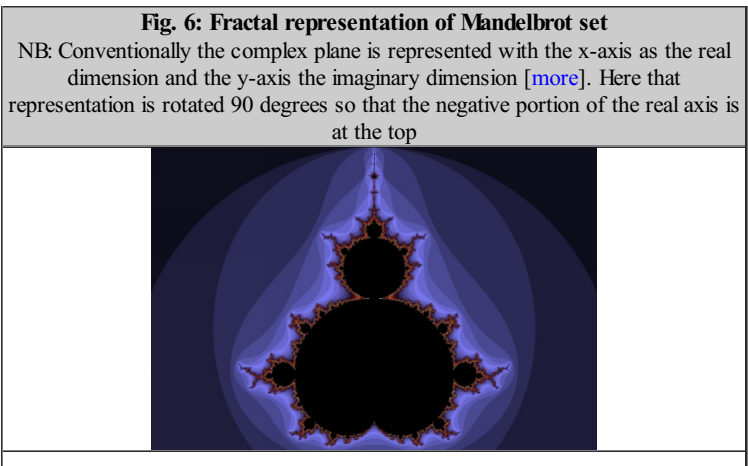 Fig. 6: Fractal representation of Mandelbrot set
NB: Conventionally the complex plane is represented with the x-axis as the real
dimension and the y-axis the imaginary dimension [more]. Here that
representation is rotated 90 degrees so that the negative portion of the real axis is
at the top